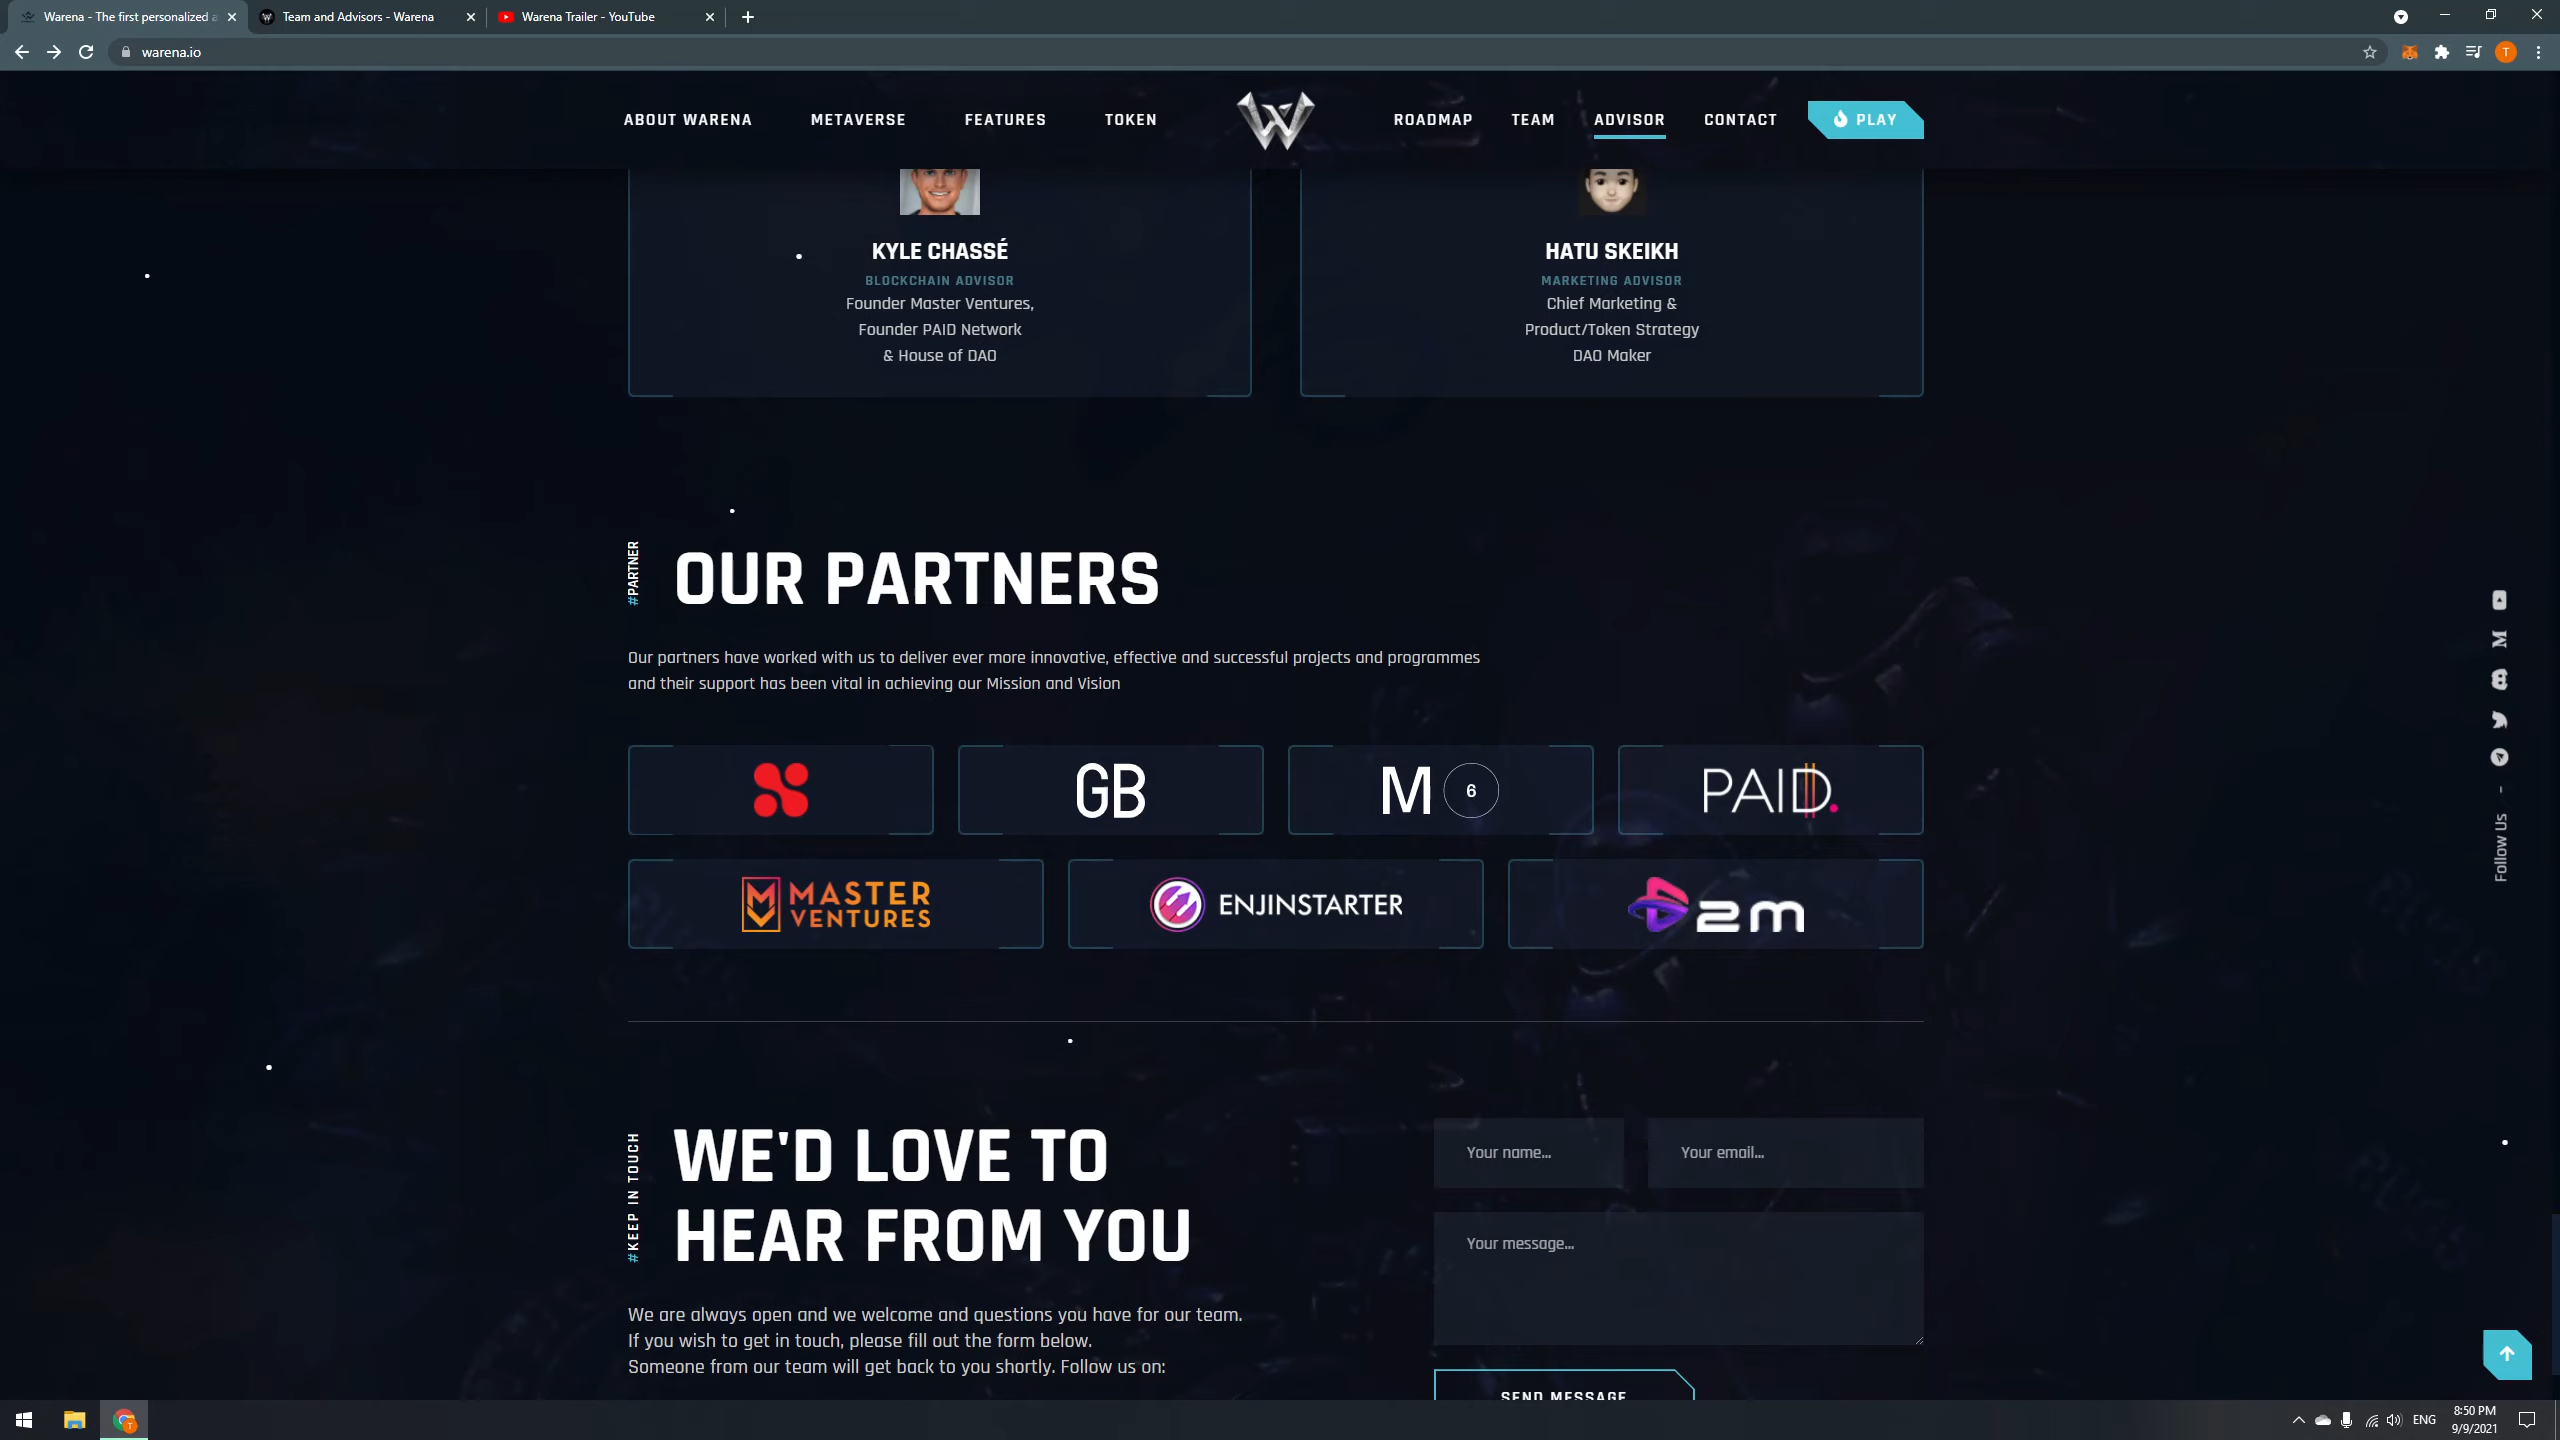 Warena - The first personalized a
Team and Advisors - Warena
Warena Trailer - YouTube
warena.io
T
ABOUT WARENA
METAVERSE
FEATURES
TOKEN
W
ROADMAP
TEAM
ADVISOR
CONTACT
PLAY
KYLE CHASSÉ
BLOCKCHAIN ADVISOR
Founder Master Ventures,
Founder PAID Network
& House of DAO
HATU SKEIKH
MARKETING ADVISOR
Chief Marketing &
Product/Token Strategy
DAO Maker
#PARTNER
OUR PARTNERS
Our partners have worked with us to deliver ever more innovative, effective and successful projects and programmes
and their support has been vital in achieving our Mission and Vision
GB
M 6
PAID.
MASTER
VENTURES
ENJINSTARTER
2m
Follow Us -
#KEEP IN TOUCH
WE'D LOVE TO
HEAR FROM YOU
We are always open and we welcome and questions you have for our team.
If you wish to get in touch, please fill out the form below.
Someone from our team will get back to you shortly. Follow us on:
Your name...
Your email...
Your message...
SEND MESSAGE
ENG
8:50 PM
9/9/2021